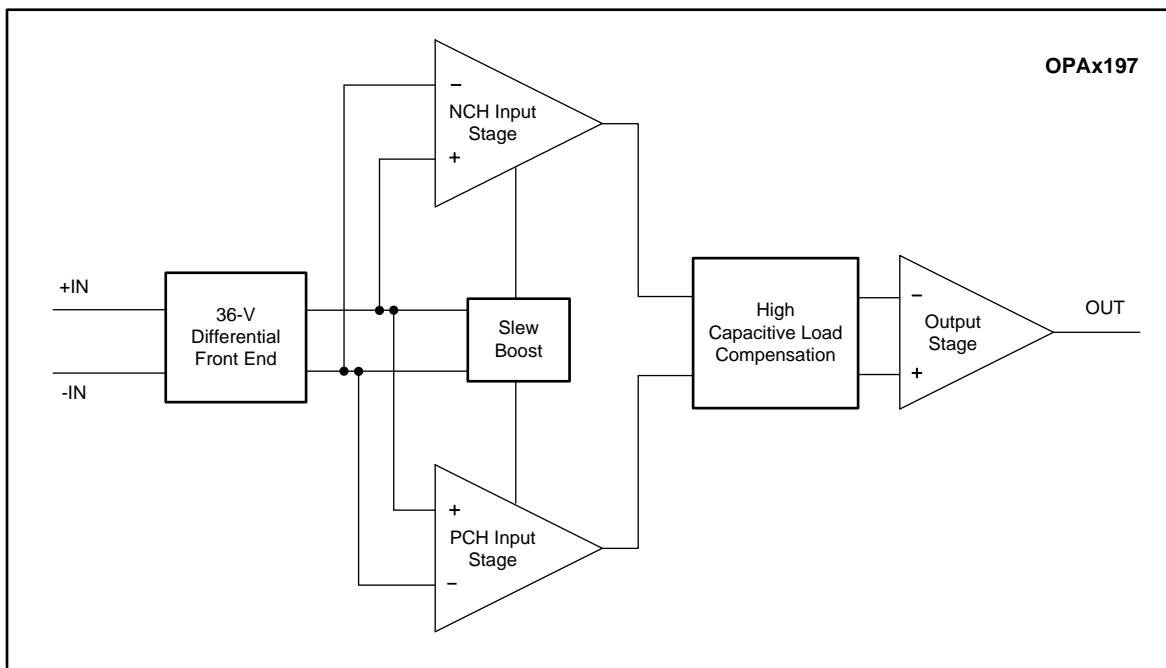 OPAx197
−
NCH Input
Stage
+
+IN
-IN
36-V
Differential
Front End
Slew
Boost
High
Capacitive Load
Compensation
−
Output
Stage
+
OUT
+
PCH Input
Stage
−